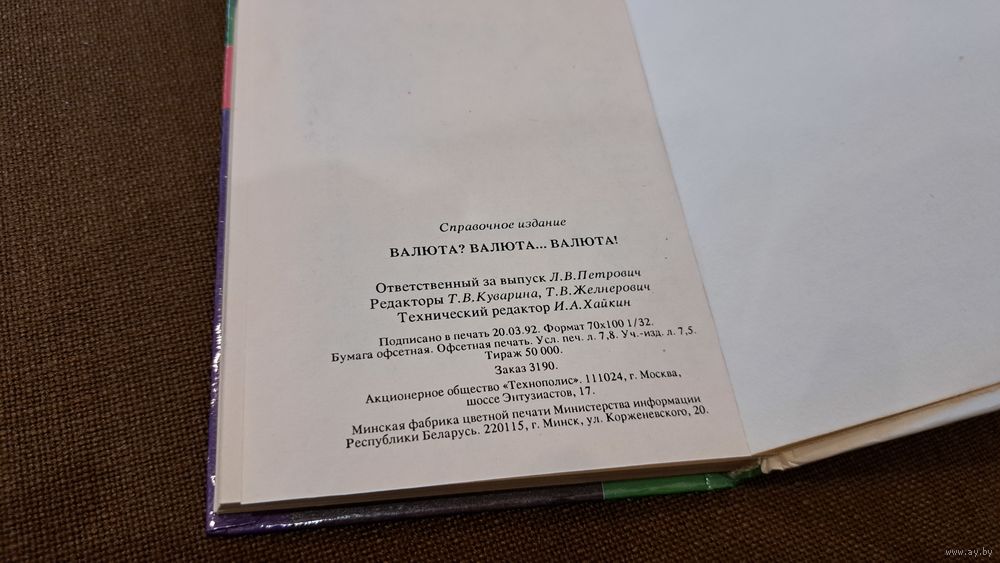 Справочное издание
ВАЛЮТА? ВАЛЮТА... ВАЛЮТА!
Ответственный за выпуск Л.В.Петрович
Редакторы Т.В.Куварина, Т.В.Желнерович
Технический редактор И.А.Хайкин
Подписано в печать 20.03.92. Формат 70x100 1/32.
Бумага офсетная. Офсетная печать. Усл. печ. л. 7,8. Уч.-изд. л. 7,5.
Тираж 50 000.
Заказ 3190.
Акционерное общество «Технополис». 111024, г. Москва,
шоссе Энтузиастов, 17.
Минская фабрика цветной печати Министерства информации
Республики Беларусь. 220115, г. Минск, ул. Корженевского, 20.
www.ay.by